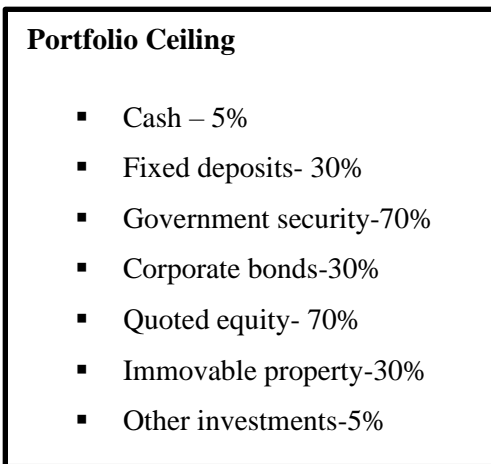 Portfolio Ceiling
▪ Cash – 5%
▪ Fixed deposits- 30%
▪ Government security-70%
▪ Corporate bonds-30%
▪ Quoted equity- 70%
▪ Immovable property-30%
▪ Other investments-5%